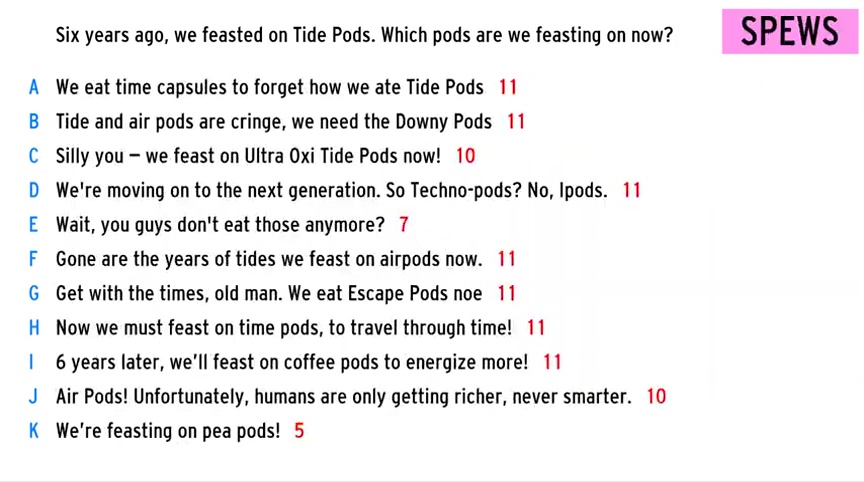 Six years ago, we feasted on Tide Pods. Which pods are we feasting on now?
SPEWS
A We eat time capsules to forget how we ate Tide Pods 11
B Tide and air pods are cringe, we need the Downy Pods 11
C Silly you – we feast on Ultra Oxi Tide Pods now! 10
D We're moving on to the next generation. So Techno-pods? No, Ipods. 11
E Wait, you guys don't eat those anymore? 7
F Gone are the years of tides we feast on airpods now. 11
G Get with the times, old man. We eat Escape Pods noe 11
H Now we must feast on time pods, to travel through time! 11
I 6 years later, we’ll feast on coffee pods to energize more! 11
J Air Pods! Unfortunately, humans are only getting richer, never smarter. 10
K We’re feasting on pea pods! 5